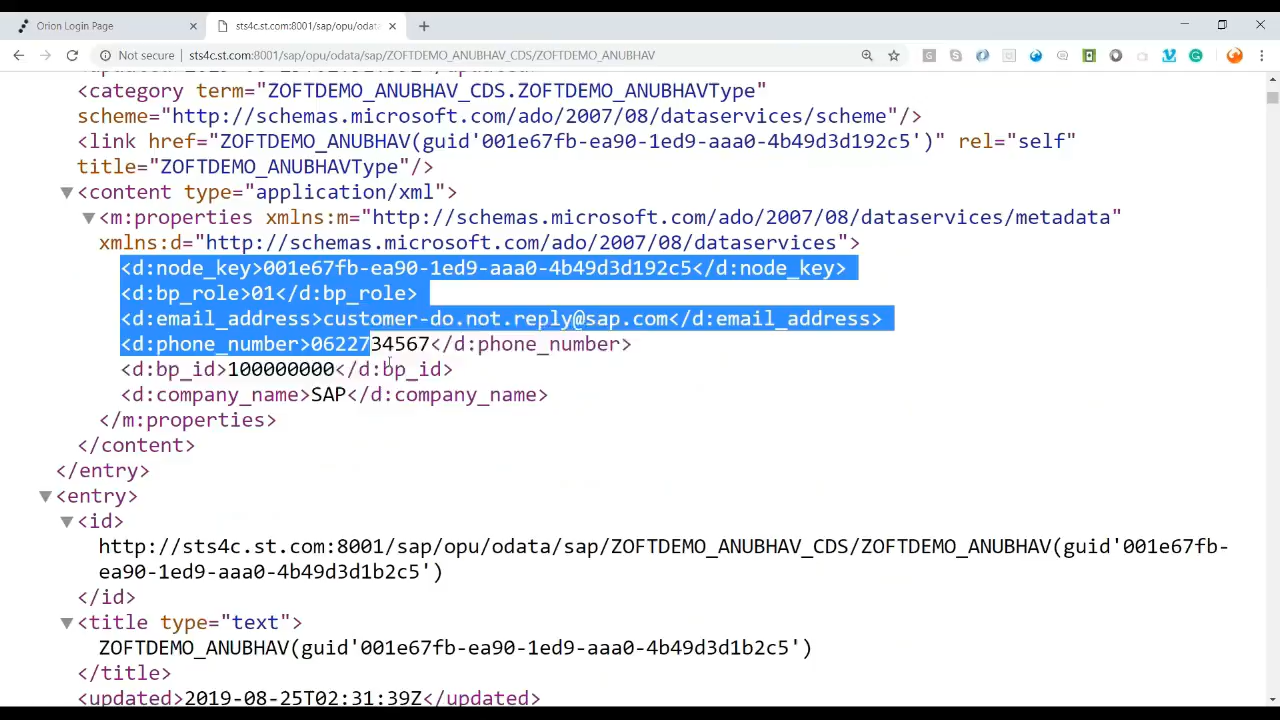 Orion Login Page
sts4c.st.com:8001/sap/opu/odata
Not secure | sts4c.st.com:8001/sap/opu/odata/sap/ZOFTDEMO_ANUBHAV_CDS/ZOFTDEMO_ANUBHAV
<category term="ZOFTDEMO_ANUBHAV_CDS.ZOFTDEMO_ANUBHAVType"
scheme="http://schemas.microsoft.com/ado/2007/08/dataservices/scheme"/>
<link href="ZOFTDEMO_ANUBHAV(guid'001e67fb-ea90-1ed9-aaa0-4b49d3d192c5')" rel="self"
title="ZOFTDEMO_ANUBHAVType"/>
<content type="application/xml">
<m:properties xmlns:m="http://schemas.microsoft.com/ado/2007/08/dataservices/metadata"
xmlns:d="http://schemas.microsoft.com/ado/2007/08/dataservices">
<d:node_key>001e67fb-ea90-1ed9-aaa0-4b49d3d192c5</d:node_key>
<d:bp_role>01</d:bp_role>
<d:email_address>customer-do.not.reply@sap.com</d:email_address>
<d:phone_number>0622734567</d:phone_number>
<d:bp_id>100000000</d:bp_id>
<d:company_name>SAP</d:company_name>
</m:properties>
</content>
</entry>
<entry>
<id>
http://sts4c.st.com:8001/sap/opu/odata/sap/ZOFTDEMO_ANUBHAV_CDS/ZOFTDEMO_ANUBHAV(guid'001e67fb-
ea90-1ed9-aaa0-4b49d3d1b2c5')
</id>
<title type="text">
ZOFTDEMO_ANUBHAV(guid'001e67fb-ea90-1ed9-aaa0-4b49d3d1b2c5')
</title>
<updated>2019-08-25T02:31:39Z</updated>